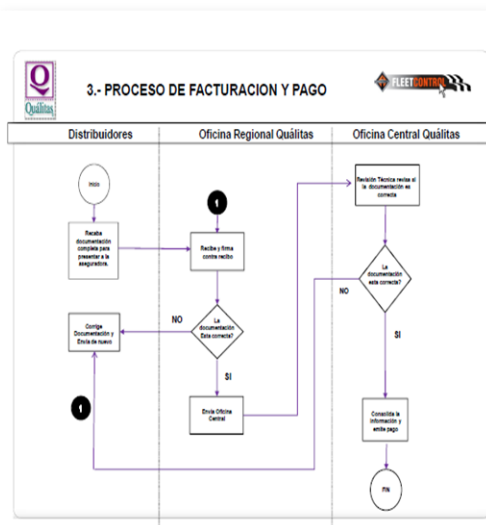 Q
Quálitas
3.- PROCESO DE FACTURACION Y PAGO
FLEETCONTROL
Distribuidores
Oficina Regional Quálitas
Oficina Central Quálitas
Inicio
Recaba
documentación
completa para
presentar a la
aseguradora.
1
Recibe y firma
contra recibo
Revisión Técnica revisa si
la documentación es
correcta
La
documentación
esta correcta?
NO
SI
Corrige
Documentación y
Envía de nuevo
NO
La
documentación
Esta correcta?
SI
1
Envía Oficina
Central
Consolida la
información y
emite pago
FIN